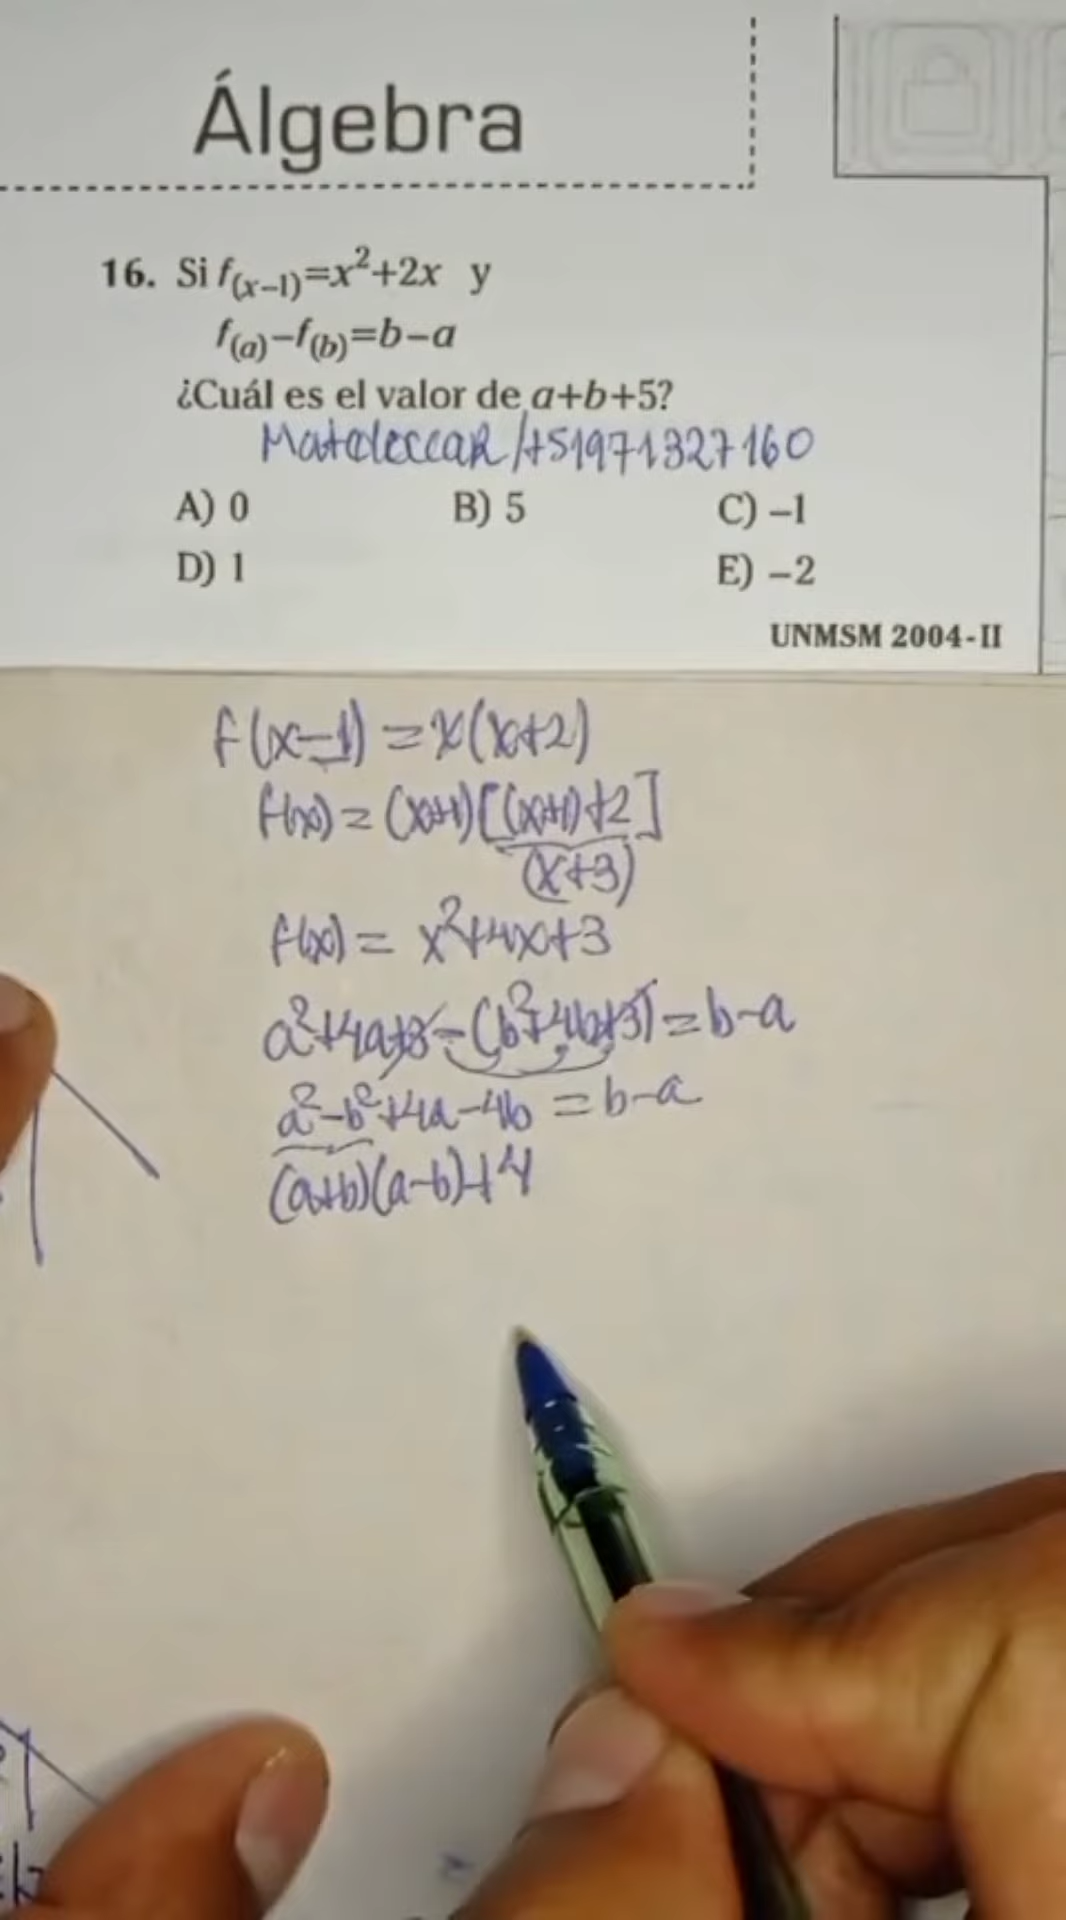 Álgebra
16. Si f(x−1)=x²+2x y
f(a)−f(b)=b−a
¿Cuál es el valor de a+b+5?
MateleccaR/+51971327160
A) 0 B) 5 C) −1
D) 1 E) −2
UNMSM 2004-II
f(x−1) = x(x+2)
f(x) = (x+1)[(x+1)+2]
(x+3)
f(x) = x²+4x+3
a²+4a+3−(b²+4b+3) = b−a
a²−b²+4a−4b = b−a
(a+b)(a−b)+4